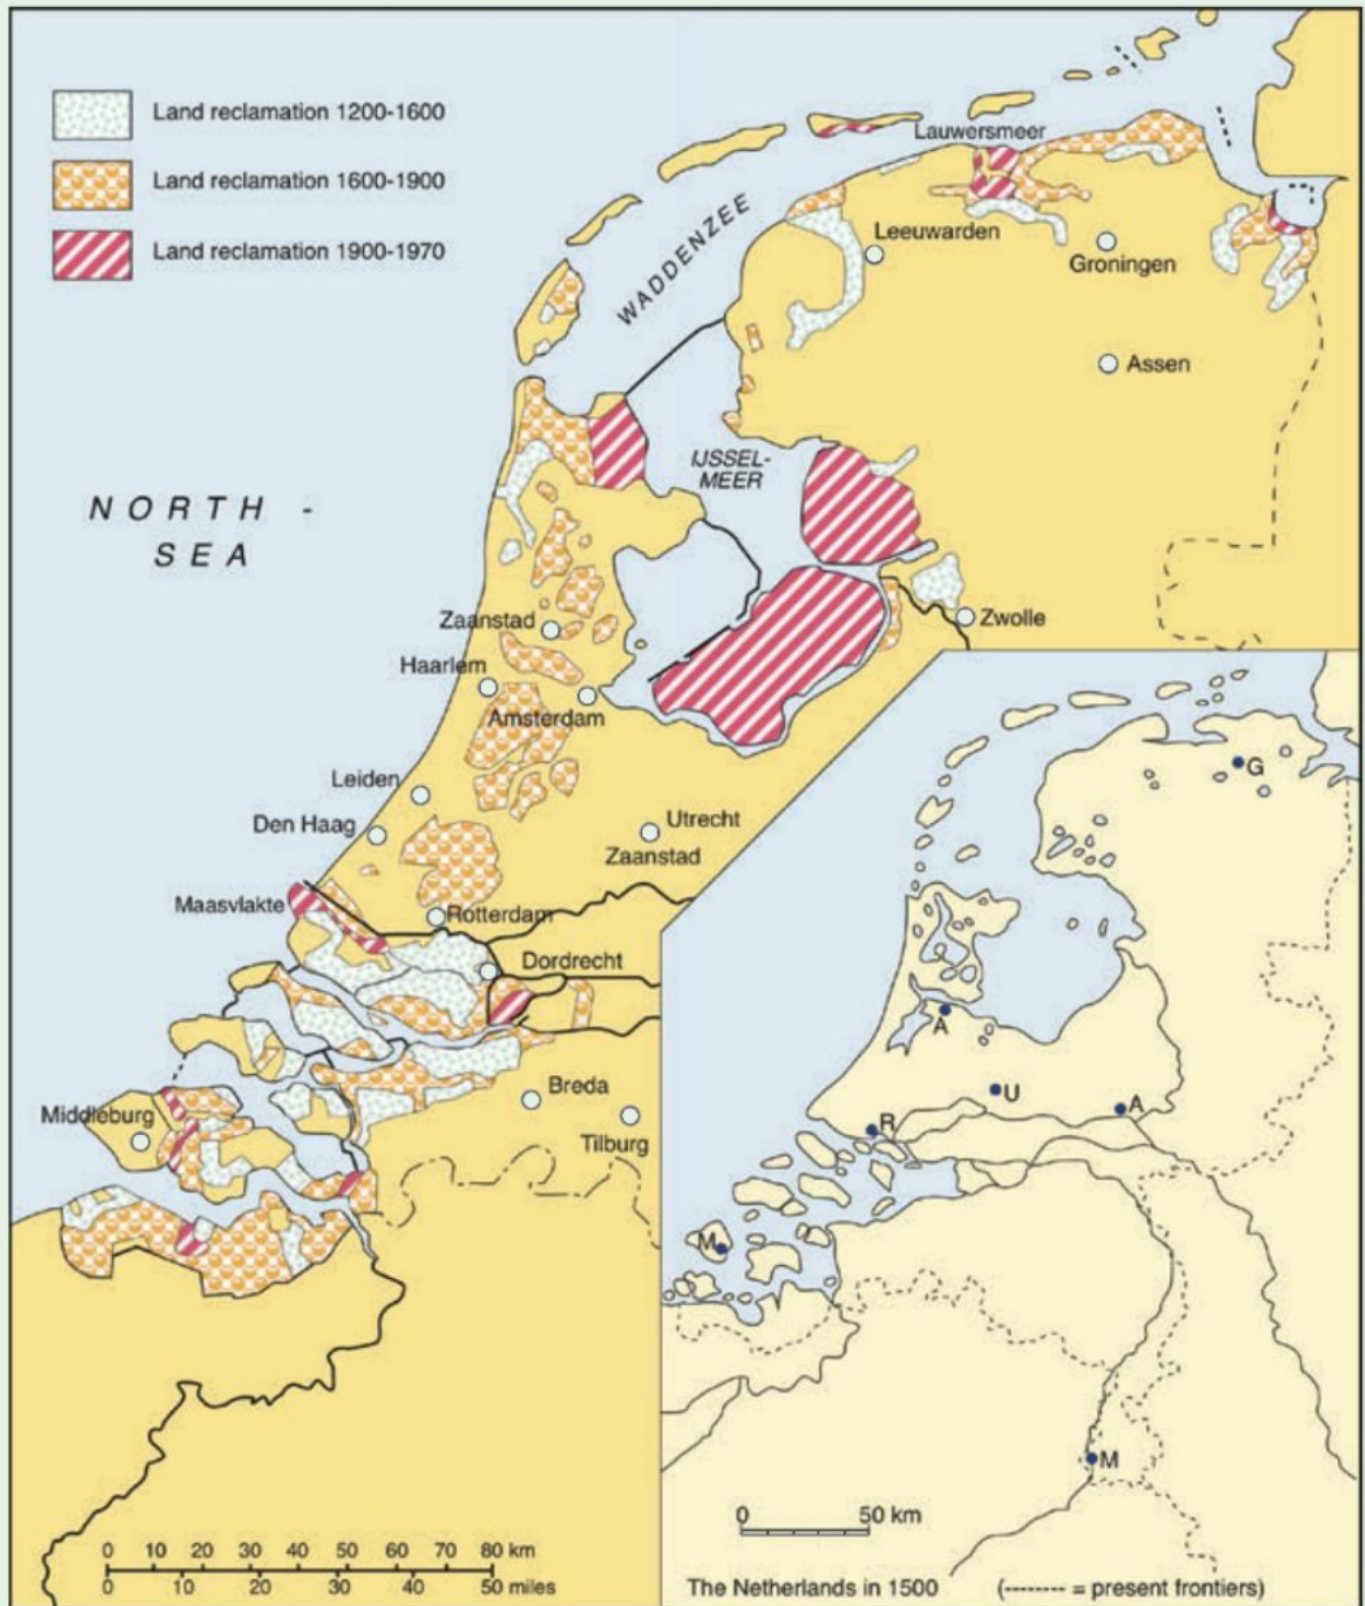 Land reclamation 1200-1600
Land reclamation 1600-1900
Land reclamation 1900-1970
Lauwersmeer
WADDENZEE
Leeuwarden
Groningen
Assen
IJSSEL-
MEER
NORTH -
SEA
Zaanstad
Zwolle
Haarlem
Amsterdam
Leiden
Den Haag
Utrecht
Zaanstad
Maasvlakte
Rotterdam
Dordrecht
Breda
Middleburg
Tilburg
0 10 20 30 40 50 60 70 80 km
0 10 20 30 40 50 miles
G
A
U
A
R
M
M
0 50 km
The Netherlands in 1500 (------- = present frontiers)